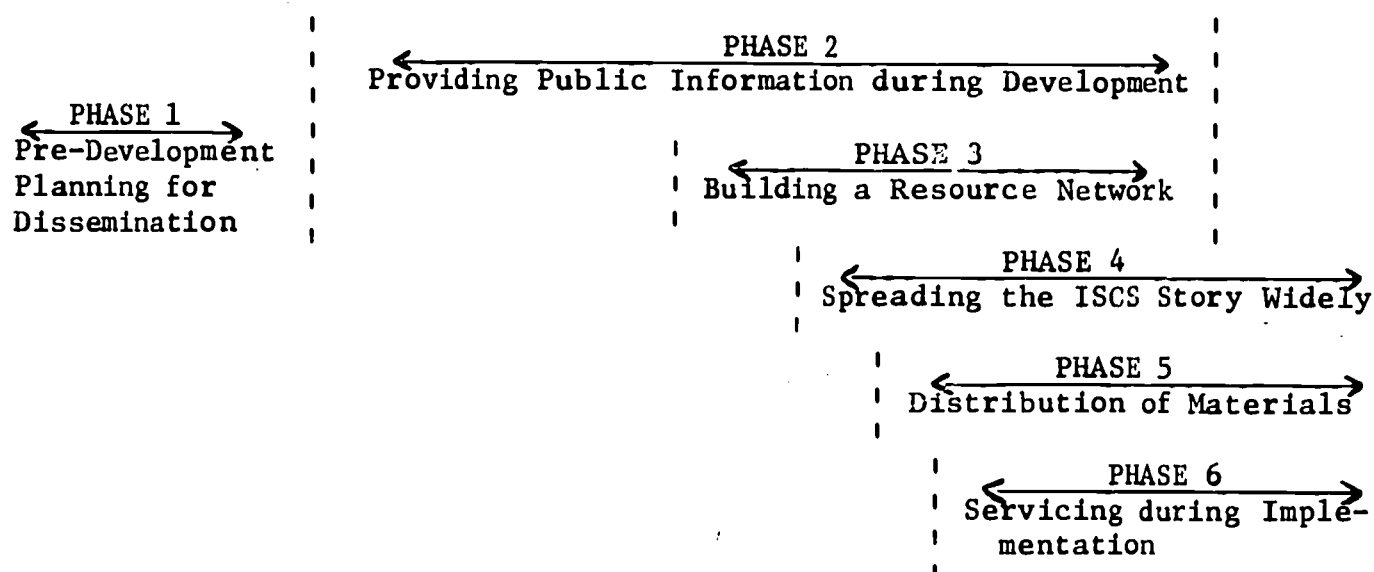 PHASE 2
Providing Public Information during Development
PHASE 1
Pre-Development
Planning for
Dissemination
PHASE 3
Building a Resource Network
PHASE 4
Spreading the ISCS Story Widely
PHASE 5
Distribution of Materials
PHASE 6
Servicing during Imple-
mentation